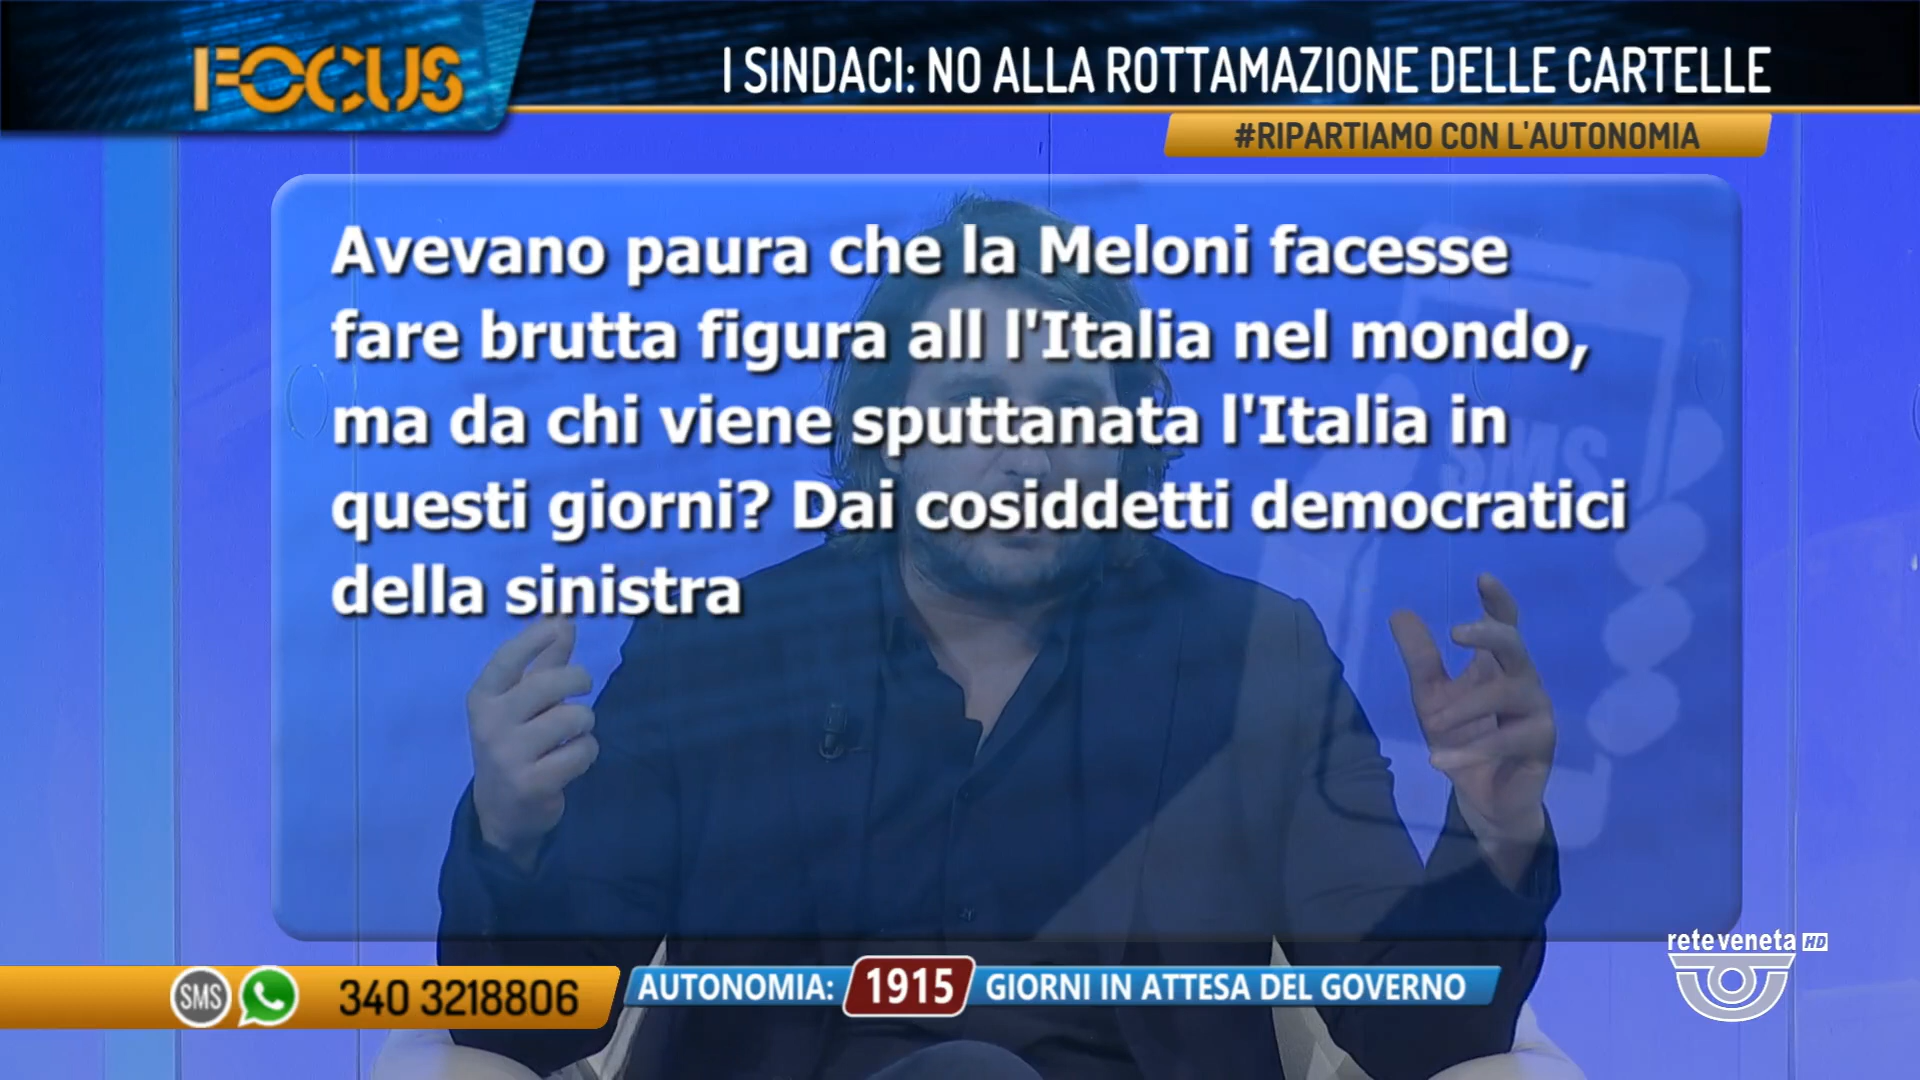 FOCUS
I SINDACI: NO ALLA ROTTAMAZIONE DELLE CARTELLE
#RIPARTIAMO CON L'AUTONOMIA
Avevano paura che la Meloni facesse
fare brutta figura all l'Italia nel mondo,
ma da chi viene sputtanata l'Italia in
questi giorni? Dai cosiddetti democratici
della sinistra
SMS
reteveneta HD
SMS 340 3218806
AUTONOMIA: 1915 GIORNI IN ATTESA DEL GOVERNO